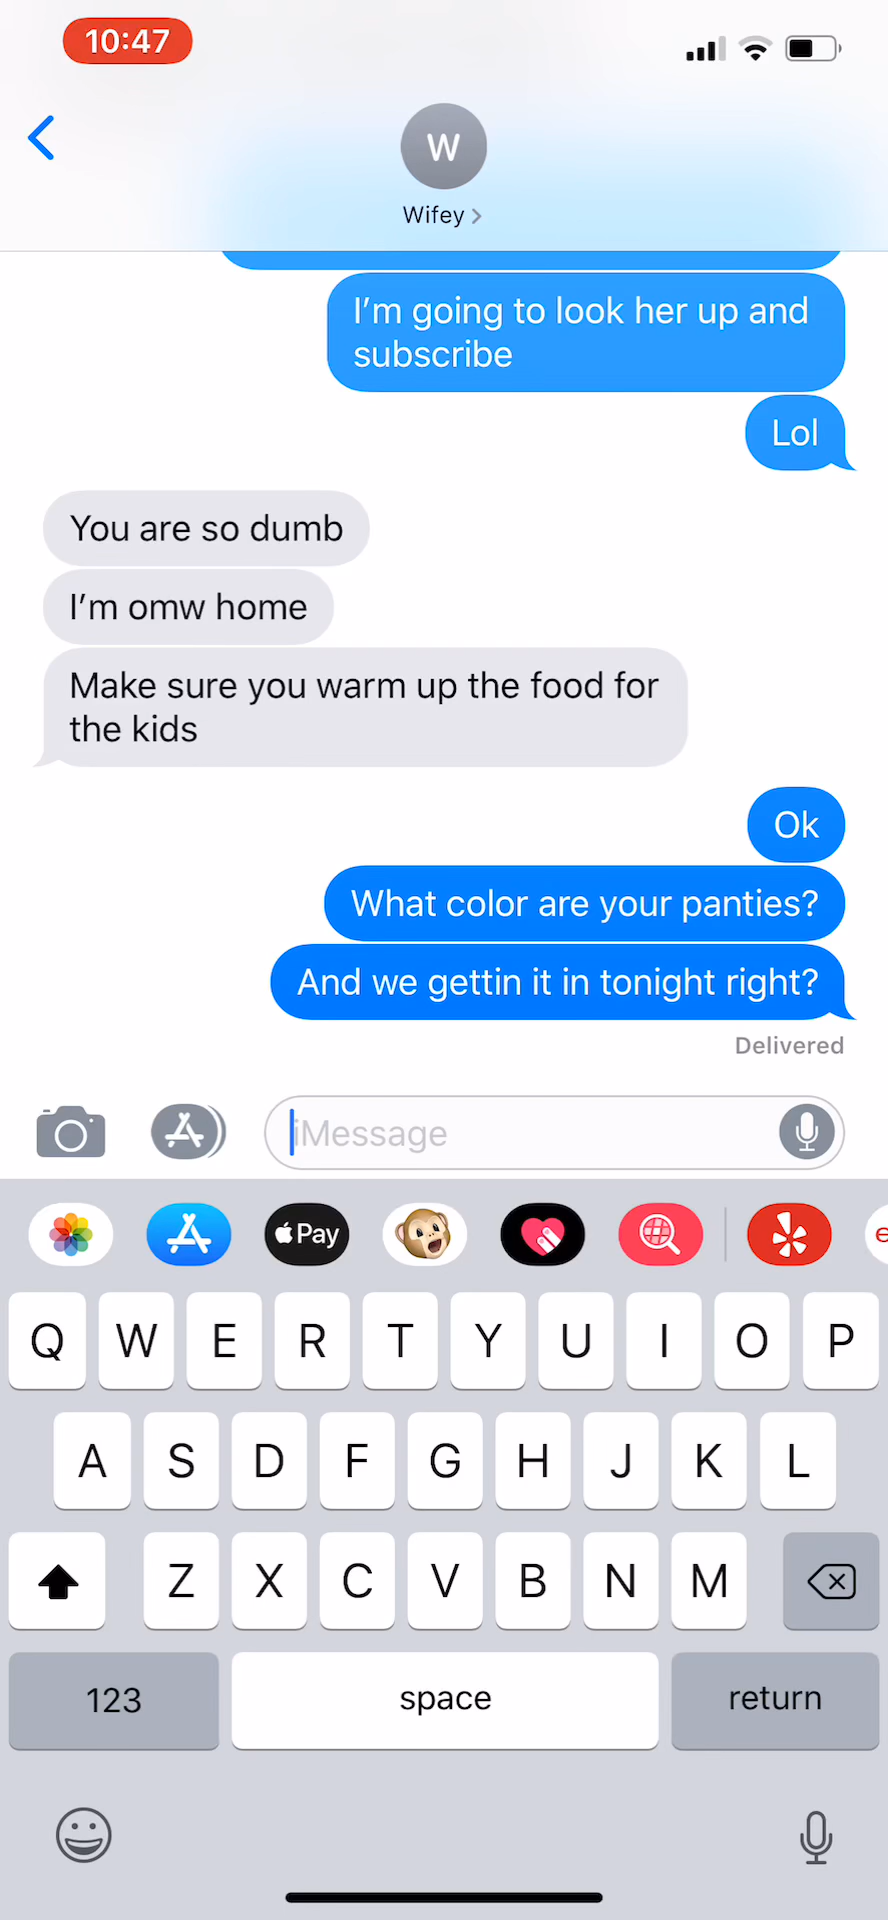 10:47
W
Wifey
I'm going to look her up and
subscribe
Lol
You are so dumb
I'm omw home
Make sure you warm up the food for
the kids
Ok
What color are your panties?
And we gettin it in tonight right?
Delivered
iMessage
Pay
e
Q W E R T Y U I O P
A S D F G H J K L
Z X C V B N M
123 space return